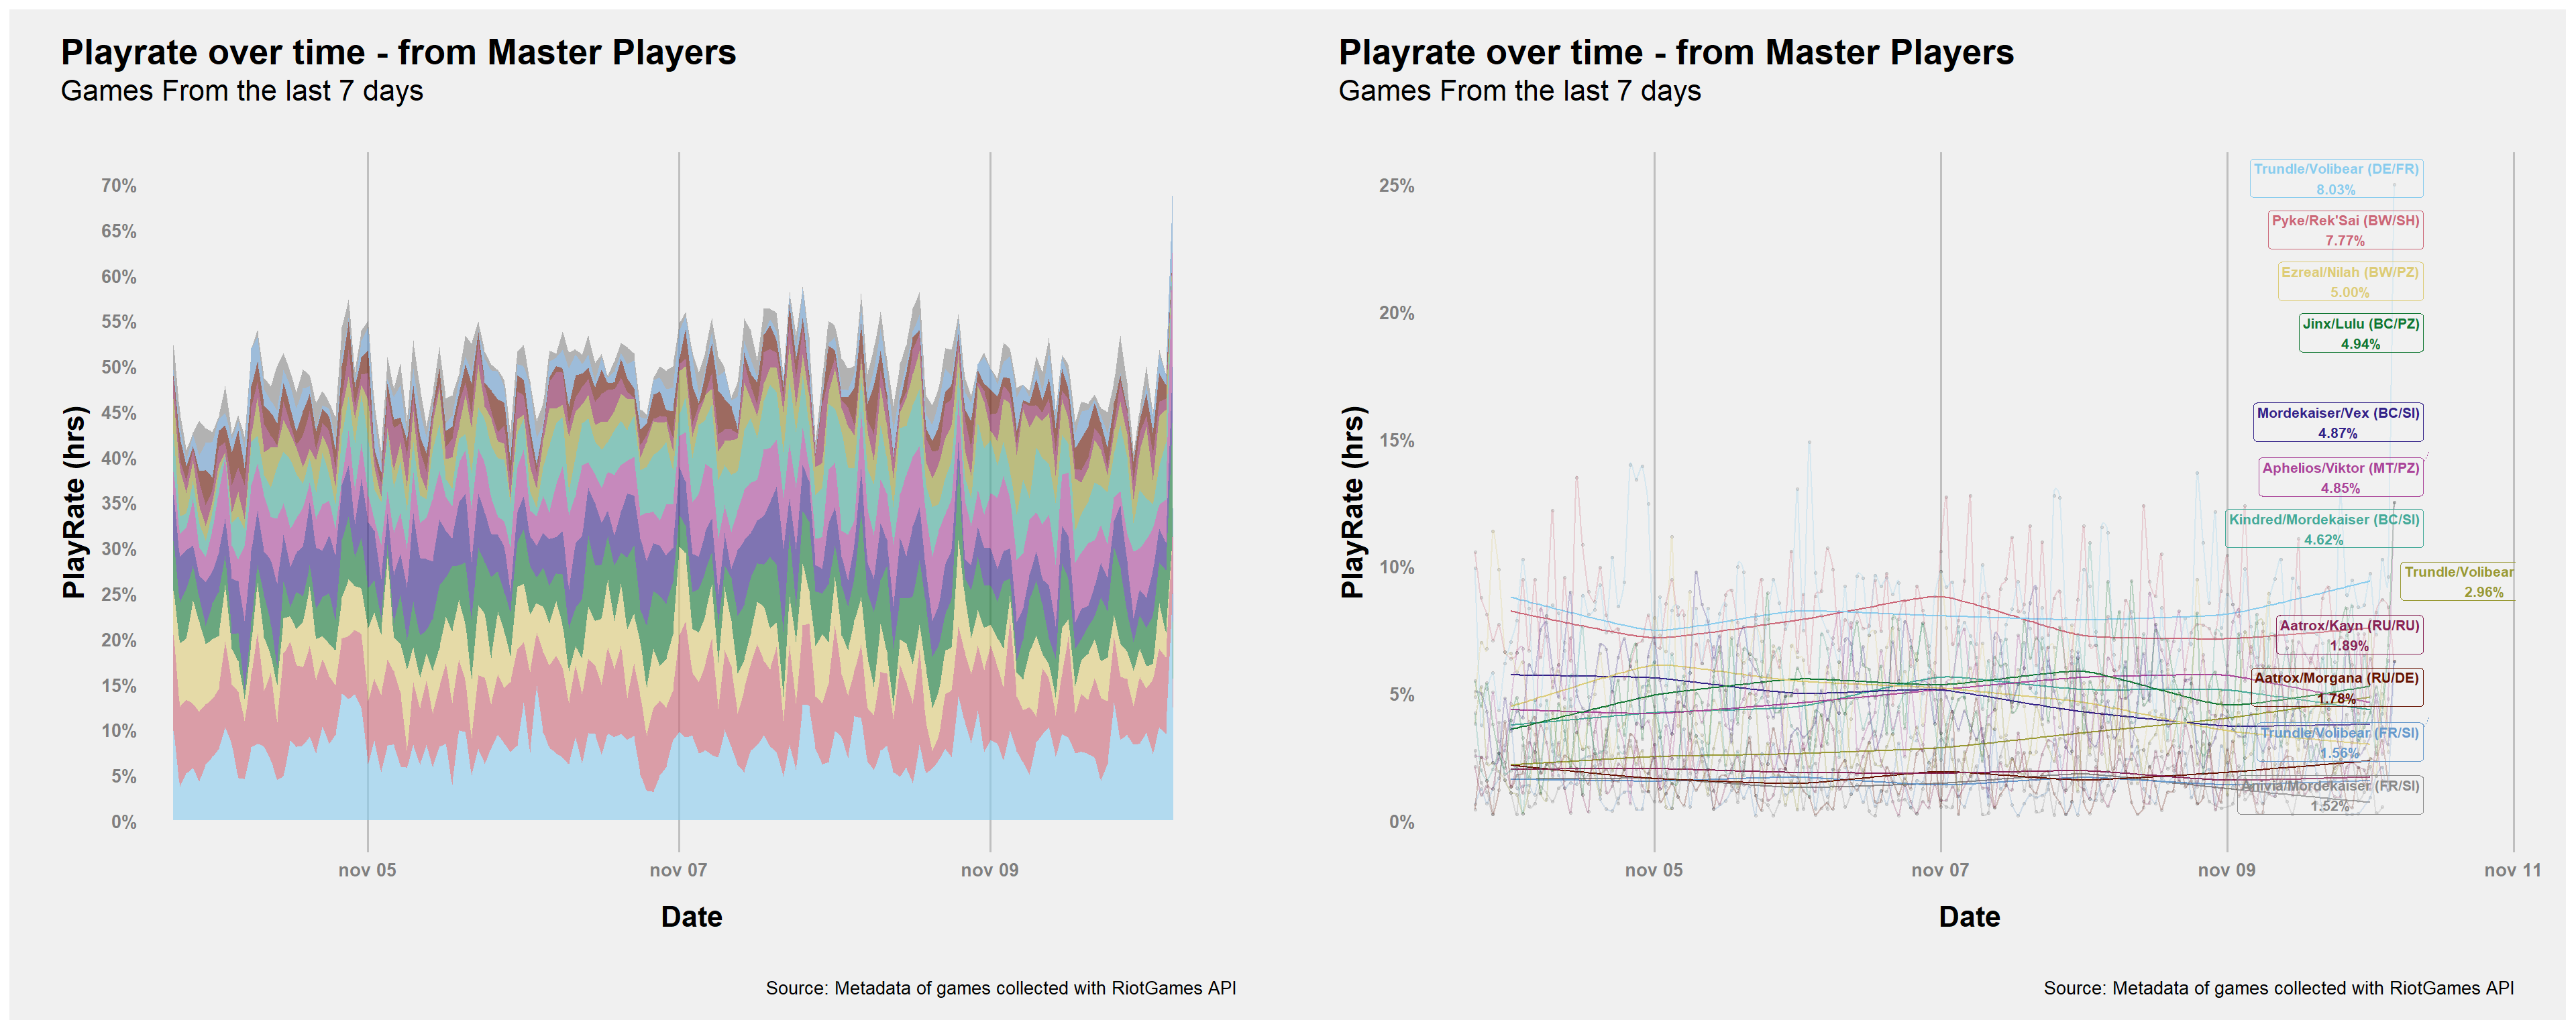 Playrate over time - from Master Players
Games From the last 7 days
70%
65%
60%
55%
50%
45%
40%
35%
30%
25%
20%
15%
10%
5%
0%
PlayRate (hrs)
nov 05
nov 07
nov 09
Date
Source: Metadata of games collected with RiotGames API
Playrate over time - from Master Players
Games From the last 7 days
25%
20%
15%
10%
5%
0%
PlayRate (hrs)
Trundle/Volibear (DE/FR)
8.03%
Pyke/Rek'Sai (BW/SH)
7.77%
Ezreal/Nilah (BW/PZ)
5.00%
Jinx/Lulu (BC/PZ)
4.94%
Mordekaiser/Vex (BC/SI)
4.87%
Aphelios/Viktor (MT/PZ)
4.85%
Kindred/Mordekaiser (BC/SI)
4.62%
Trundle/Volibear
2.96%
Aatrox/Kayn (RU/RU)
1.89%
Aatrox/Morgana (RU/DE)
1.78%
Trundle/Volibear (FR/SI)
1.56%
Anivia/Mordekaiser (FR/SI)
1.52%
nov 05
nov 07
nov 09
nov 11
Date
Source: Metadata of games collected with RiotGames API